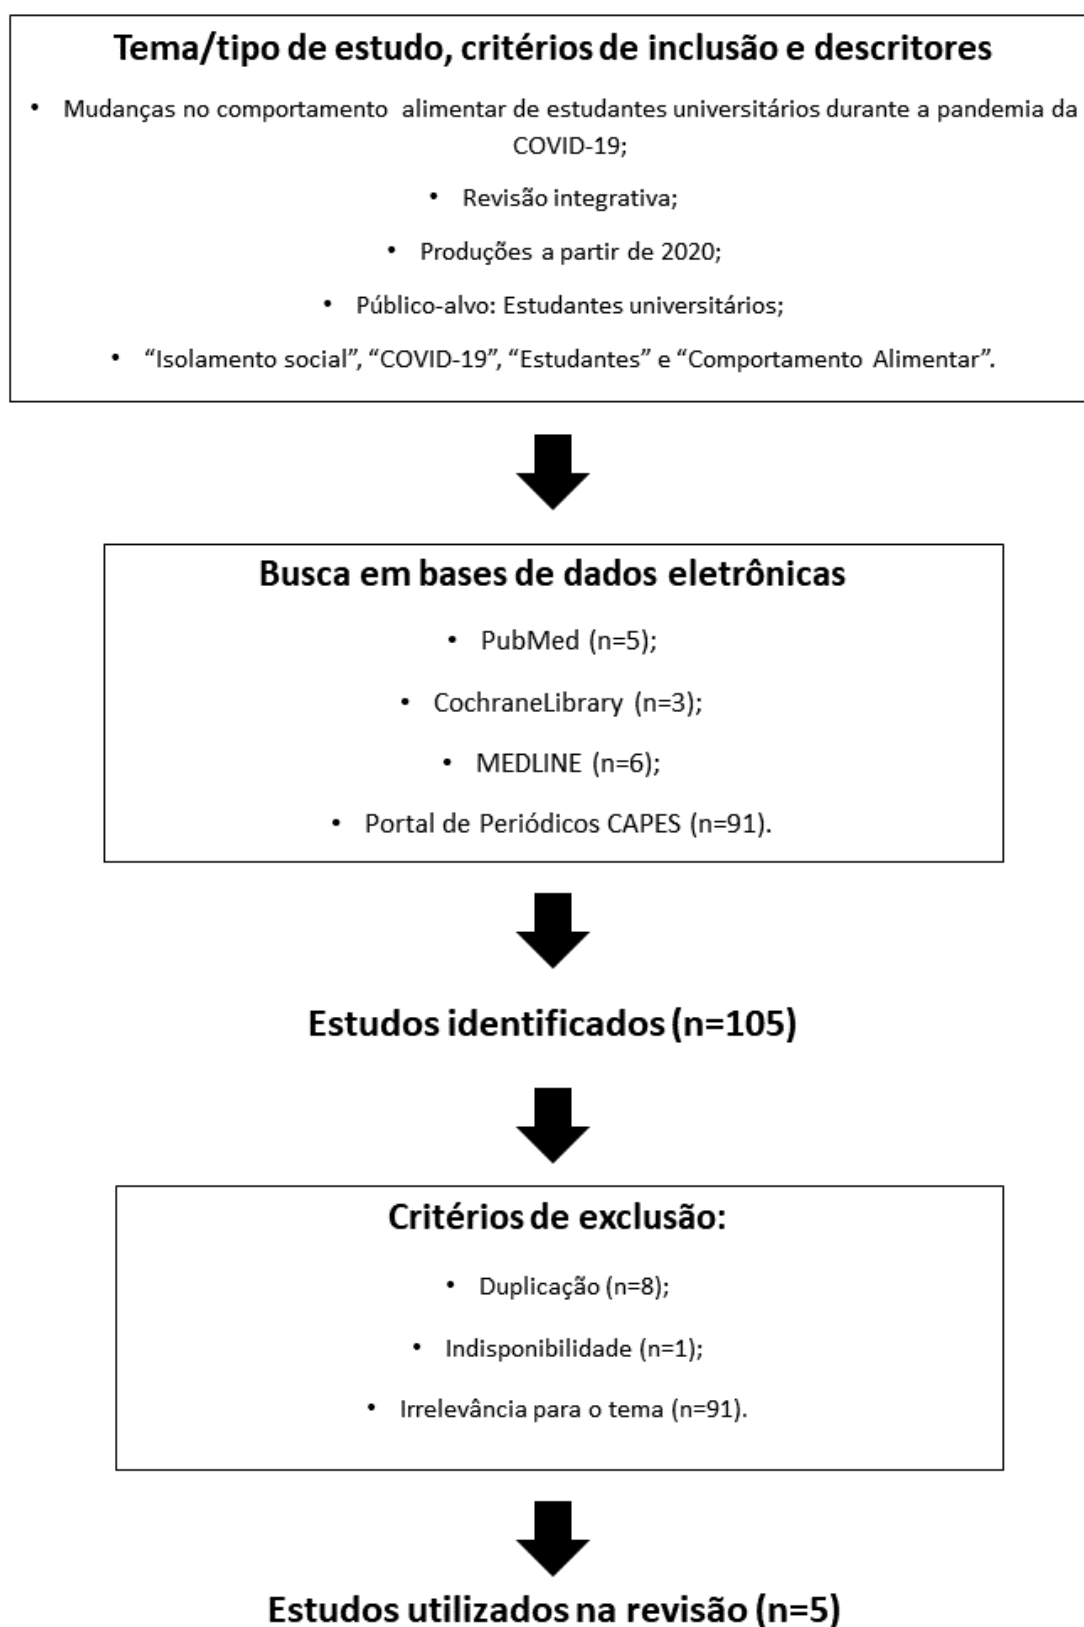 Tema/tipo de estudo, critérios de inclusão e descritores
• Mudanças no comportamento alimentar de estudantes universitários durante a pandemia da
COVID-19;
• Revisão integrativa;
• Produções a partir de 2020;
• Público-alvo: Estudantes universitários;
• “Isolamento social”, “COVID-19”, “Estudantes” e “Comportamento Alimentar”.
Busca em bases de dados eletrônicas
• PubMed (n=5);
• CochraneLibrary (n=3);
• MEDLINE (n=6);
• Portal de Periódicos CAPES (n=91).
Estudos identificados (n=105)
Critérios de exclusão:
• Duplicação (n=8);
• Indisponibilidade (n=1);
• Irrelevância para o tema (n=91).
Estudos utilizados na revisão (n=5)